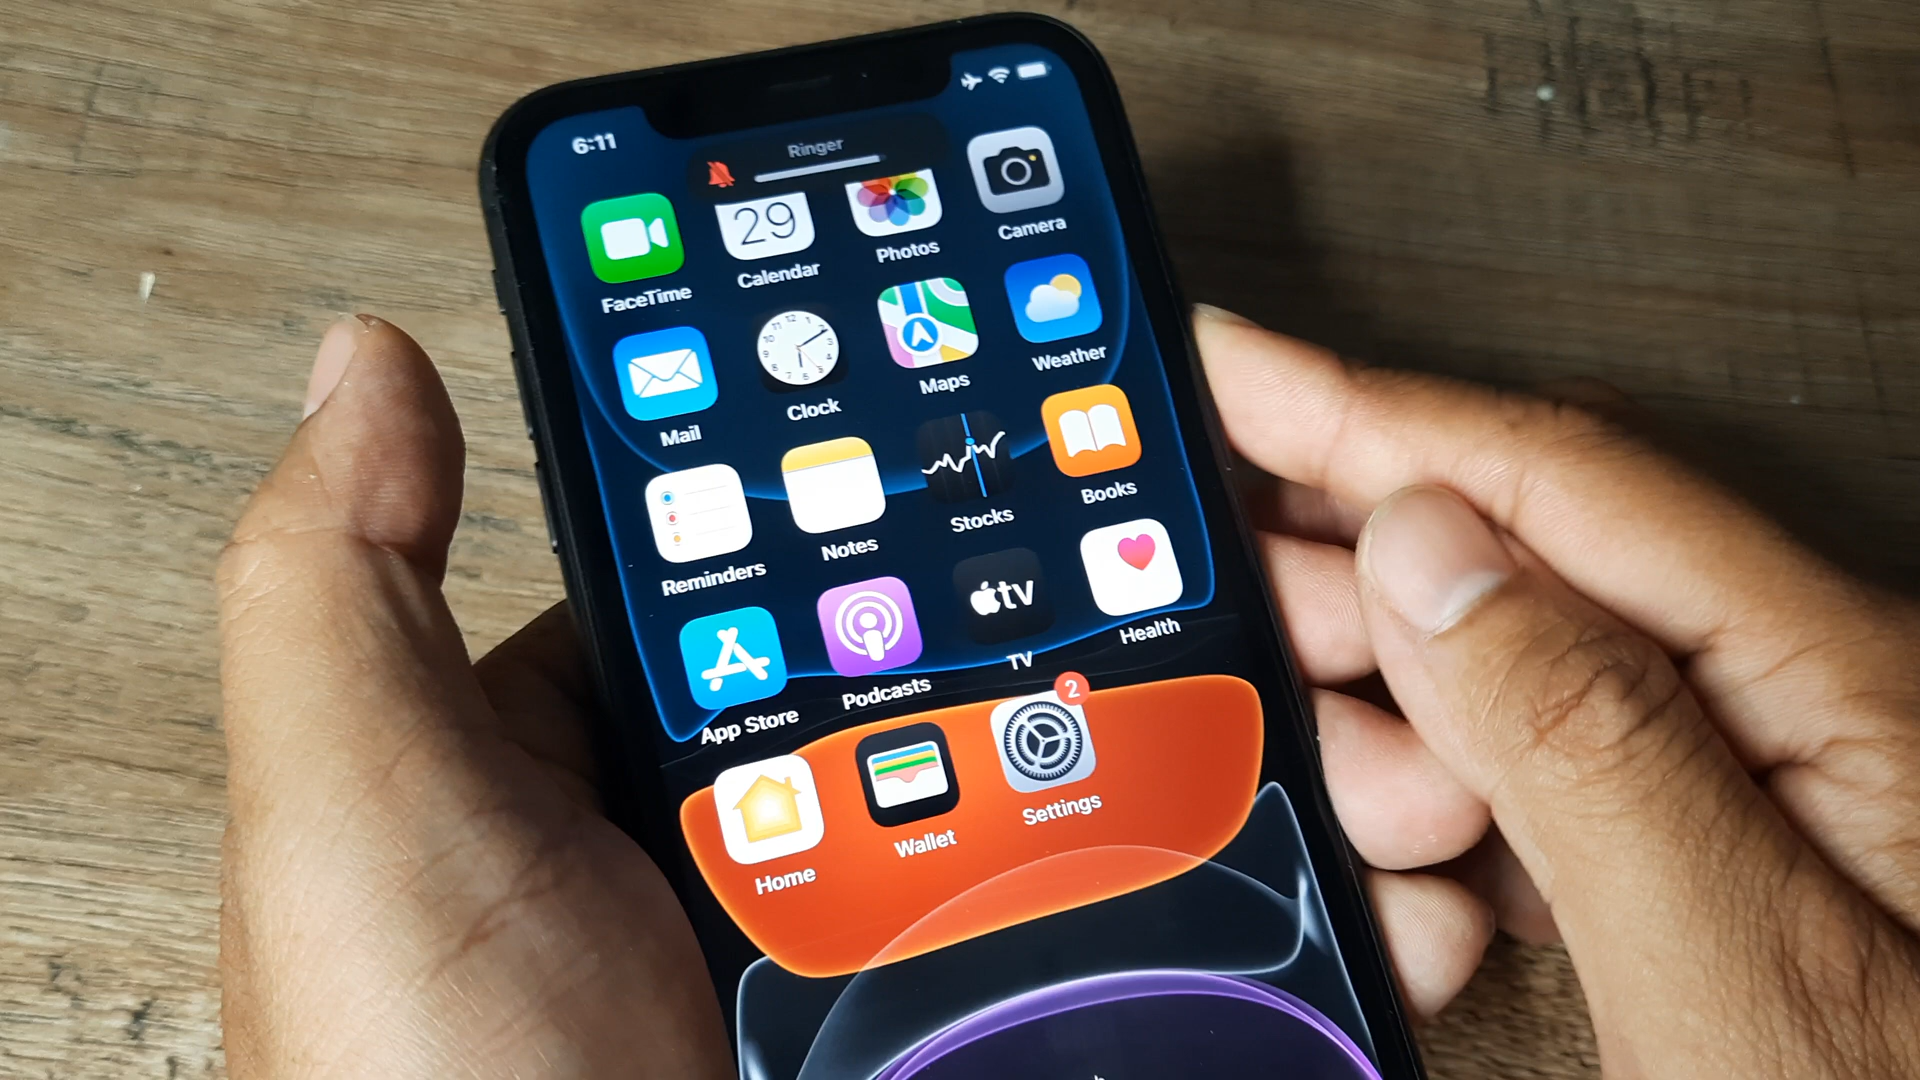 6:11
Ringer
29
FaceTime
Calendar
Photos
Camera
Mail
Clock
Maps
Weather
Reminders
Notes
Stocks
Books
App Store
Podcasts
tv
TV
Health
2
Home
Wallet
Settings